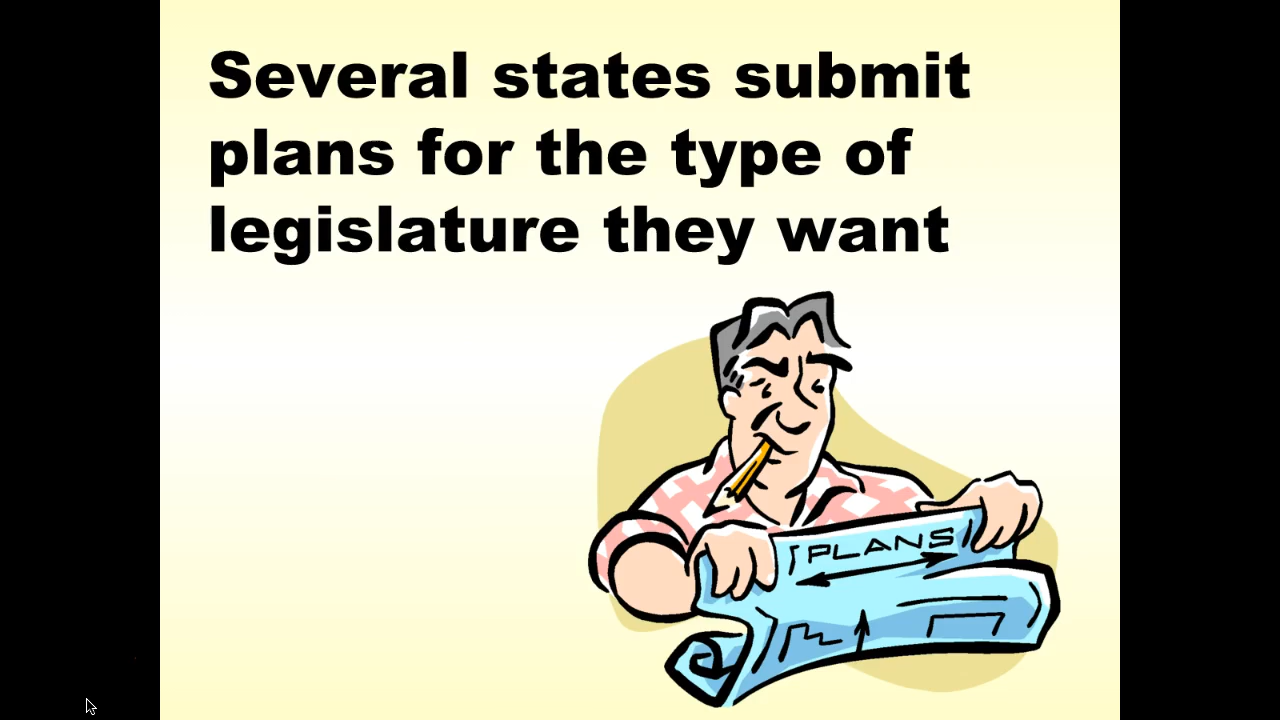 Several states submit
plans for the type of
legislature they want
PLANS